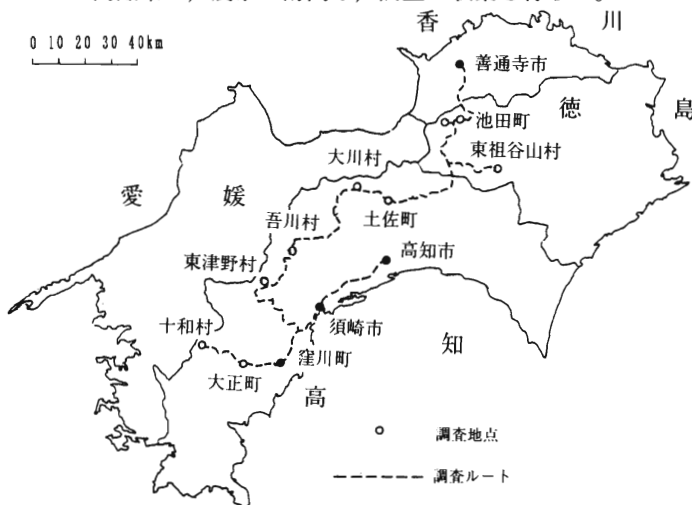 香川
0 10 20 30 40km
善通寺市
徳島
池田町
大川村
東祖谷山村
愛媛
吾川村
土佐町
東津野村
高知市
十和村
須崎市
窪川町
大正町
高知
調査地点
調査ルート